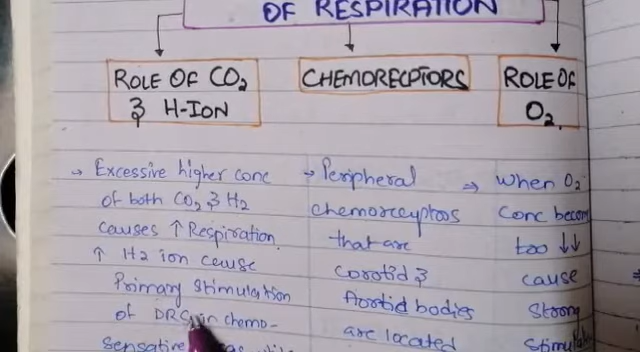 OF RESPIRATION
ROLE OF CO2
& H-ION
CHEMORECPTORS
ROLE OF
O2.
→ Excessive higher conc
of both CO2 & H2
causes ↑ Respiration
↑ H2 ion cause
Primary stimulation
of DRG in chemo-
sensative
→ Peripheral
chemoreceyptoos
that are
corotid &
Aortid bodies
are located
⇒ when O2
Conc becom
too ↓↓
cause
Strong